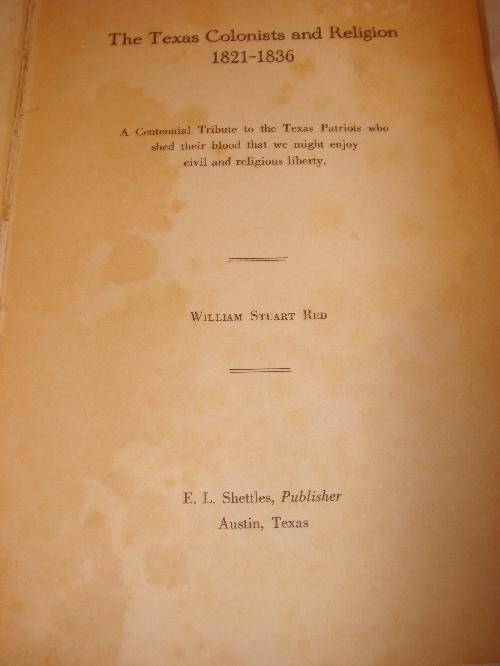 The Texas Colonists and Religion
1821-1836
A Centennial Tribute to the Texas Patriots who
shed their blood that we might enjoy
civil and religious liberty.
William Stuart Red
E. L. Shettles, Publisher
Austin, Texas